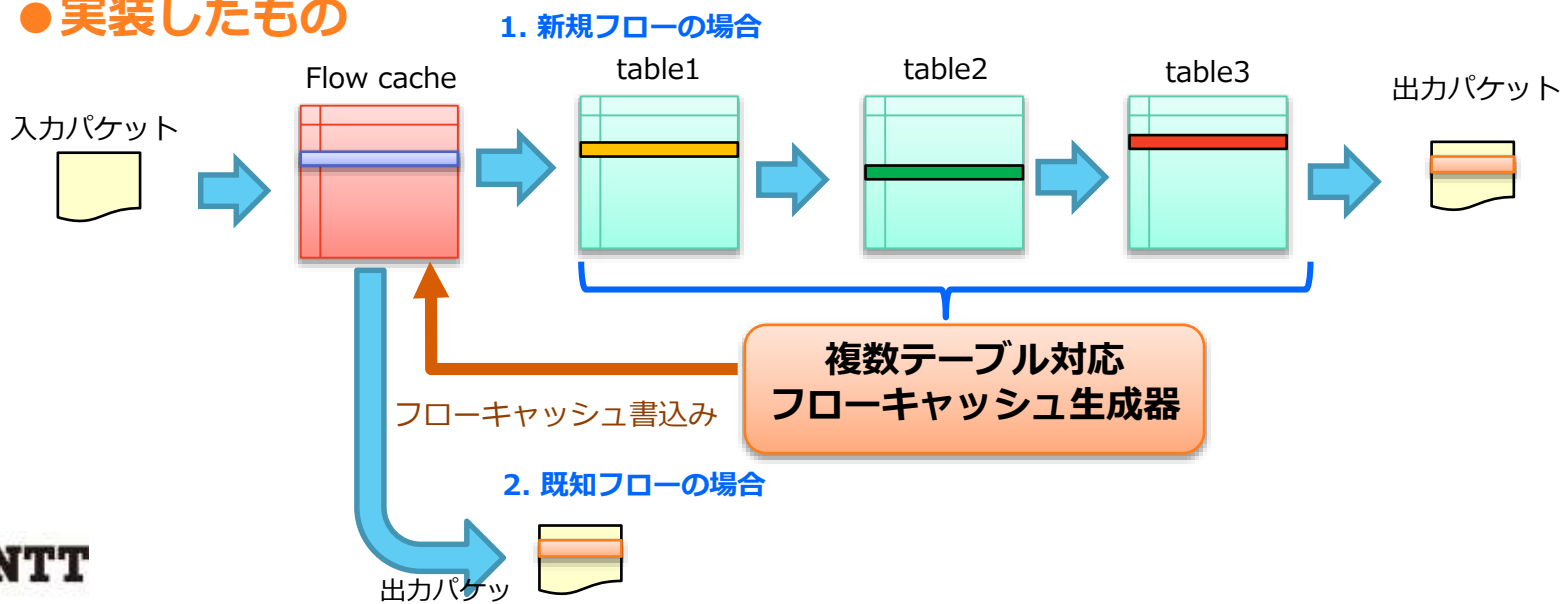 ●実装したもの
1. 新規フローの場合
Flow cache
table1
table2
table3
入力パケット
出力パケット
複数テーブル対応
フローキャッシュ生成器
フローキャッシュ書込み
2. 既知フローの場合
NTT
出力パケッ